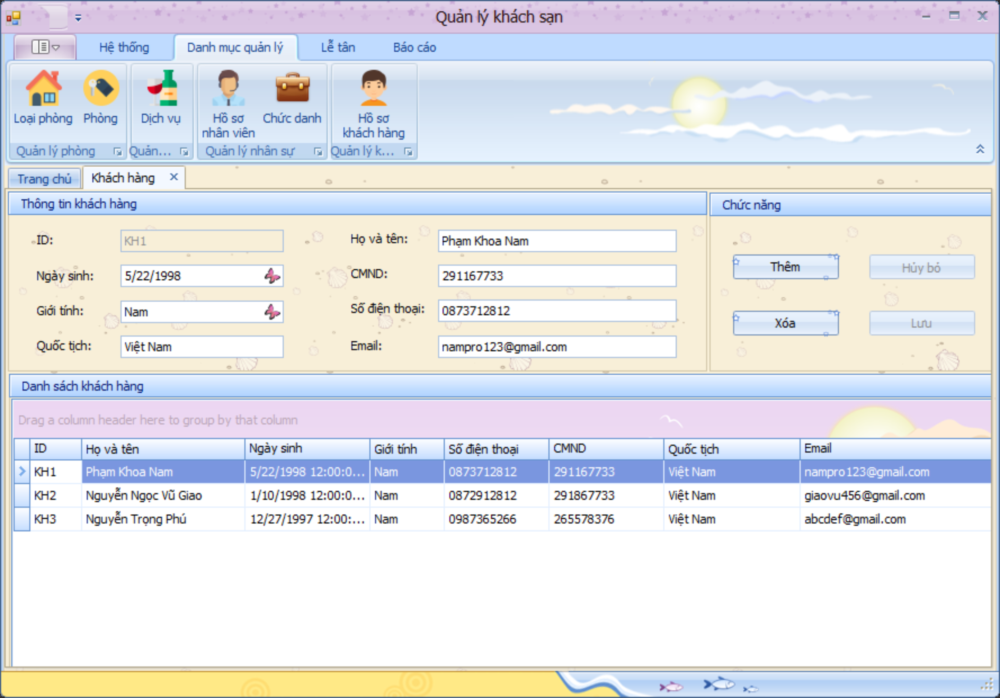 Quản lý khách sạn
Hệ thống
Danh mục quản lý
Lễ tân
Báo cáo
Loại phòng
Phòng
Dịch vụ
Hồ sơ
nhân viên
Chức danh
Hồ sơ
khách hàng
Quản lý phòng
Quản...
Quản lý nhân sự
Quản lý k...
Trang chủ
Khách hàng
Thông tin khách hàng
Chức năng
ID: KH1
Họ và tên: Phạm Khoa Nam
Ngày sinh: 5/22/1998
CMND: 291167733
Giới tính: Nam
Số điện thoại: 0873712812
Quốc tịch: Việt Nam
Email: nampro123@gmail.com
Thêm
Hủy bỏ
Xóa
Lưu
Danh sách khách hàng
Drag a column header here to group by that column
ID Họ và tên Ngày sinh Giới tính Số điện thoại CMND Quốc tịch Email
KH1 Phạm Khoa Nam 5/22/1998 12:00:0... Nam 0873712812 291167733 Việt Nam nampro123@gmail.com
KH2 Nguyễn Ngọc Vũ Giao 1/10/1998 12:00:0... Nam 0872912812 291867733 Việt Nam giaovu456@gmail.com
KH3 Nguyễn Trọng Phú 12/27/1997 12:00:... Nam 0987365266 265578376 Việt Nam abcdef@gmail.com